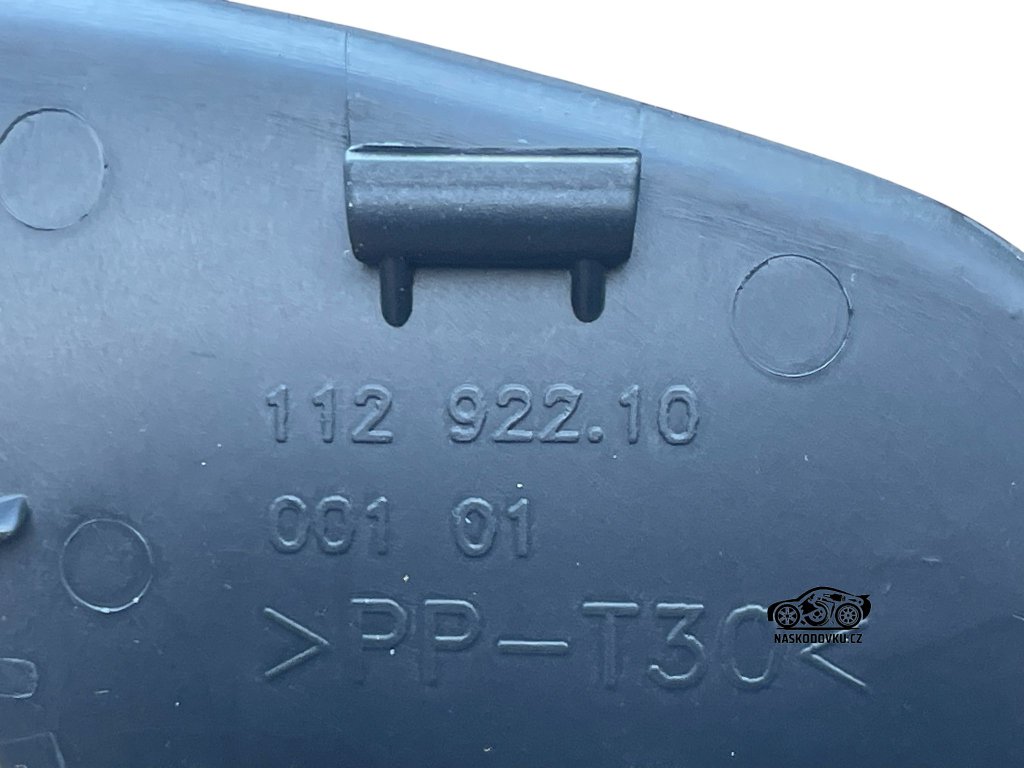 112 922.10
001 01
>PP-T30<
NASKODOVKU.CZ